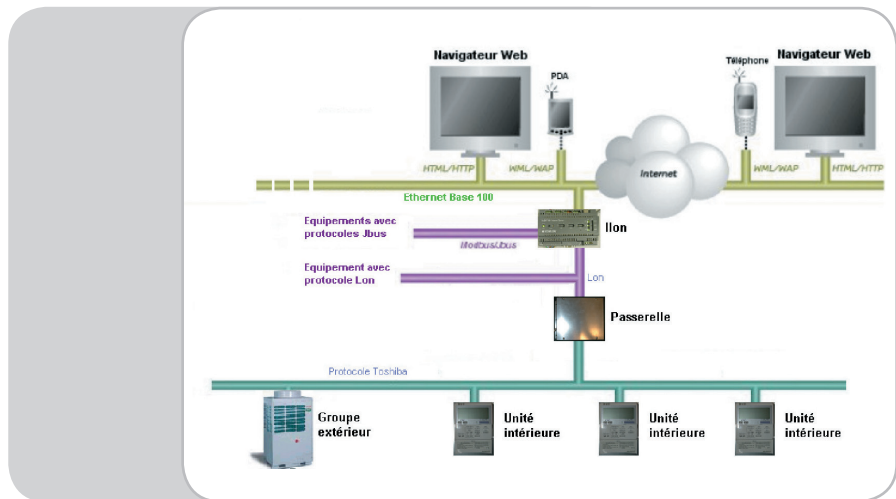 Navigateur Web
PDA
Téléphone
Navigateur Web
HTML/HTTP
WML/WAP
Internet
WML/WAP
HTML/HTTP
Ethernet Base 100
Equipements avec
protocoles Jbus
Modbus/Jbus
Ilon
Equipement avec
protocole Lon
Lon
Passerelle
Protocole Toshiba
Groupe
extérieur
Unité
intérieure
Unité
intérieure
Unité
intérieure